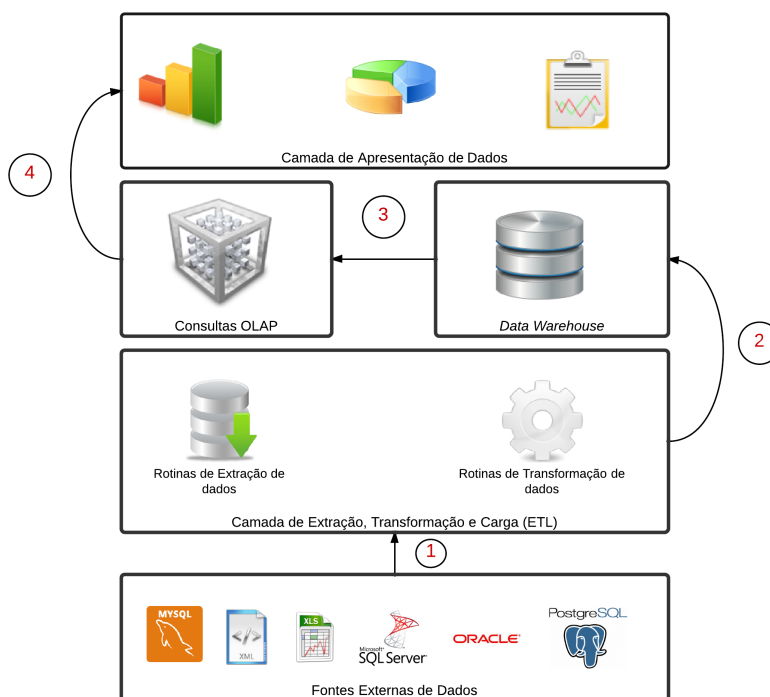 Camada de Apresentação de Dados
4
3
Consultas OLAP
Data Warehouse
2
Rotinas de Extração de
dados
Rotinas de Transformação de
dados
Camada de Extração, Transformação e Carga (ETL)
1
MYSQL
</>
XML
XLS
Microsoft
SQL Server
ORACLE
PostgreSQL
Fontes Externas de Dados